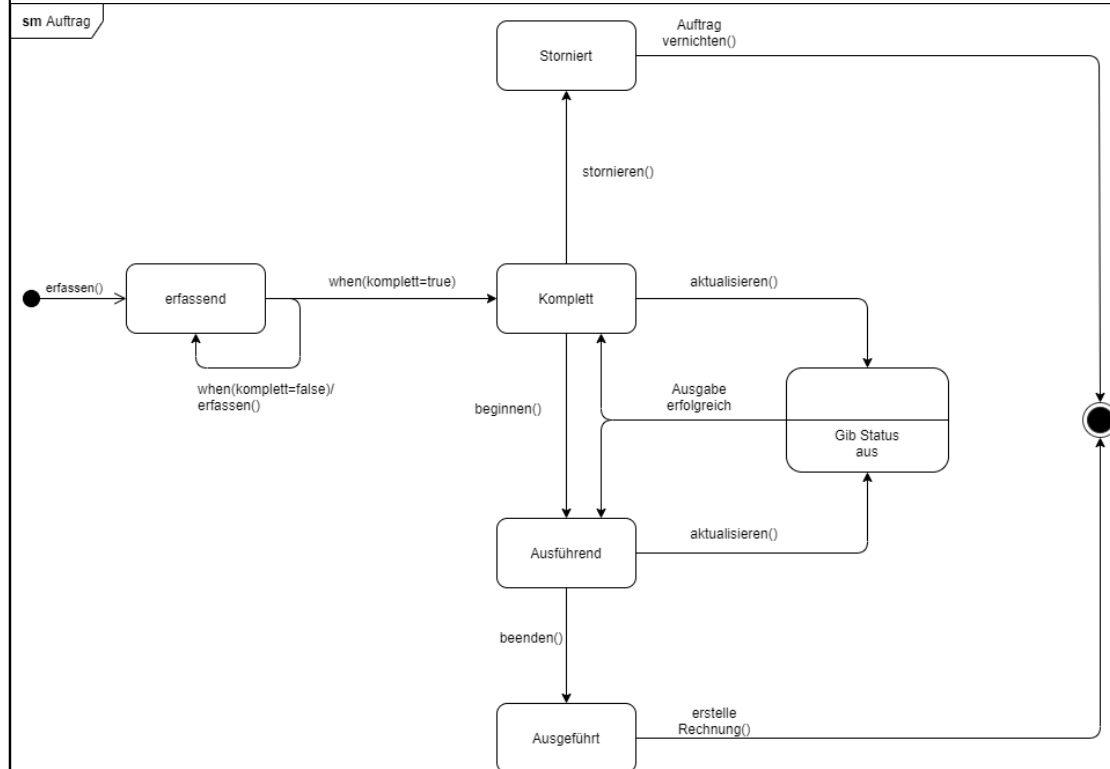 sm Auftrag
Auftrag
vernichten()
Storniert
stornieren()
erfassen()
erfassend
when(komplett=true)
Komplett
aktualisieren()
when(komplett=false)/
erfassen()
beginnen()
Ausgabe
erfolgreich
Gib Status
aus
Ausführend
aktualisieren()
beenden()
Ausgeführt
erstelle
Rechnung()